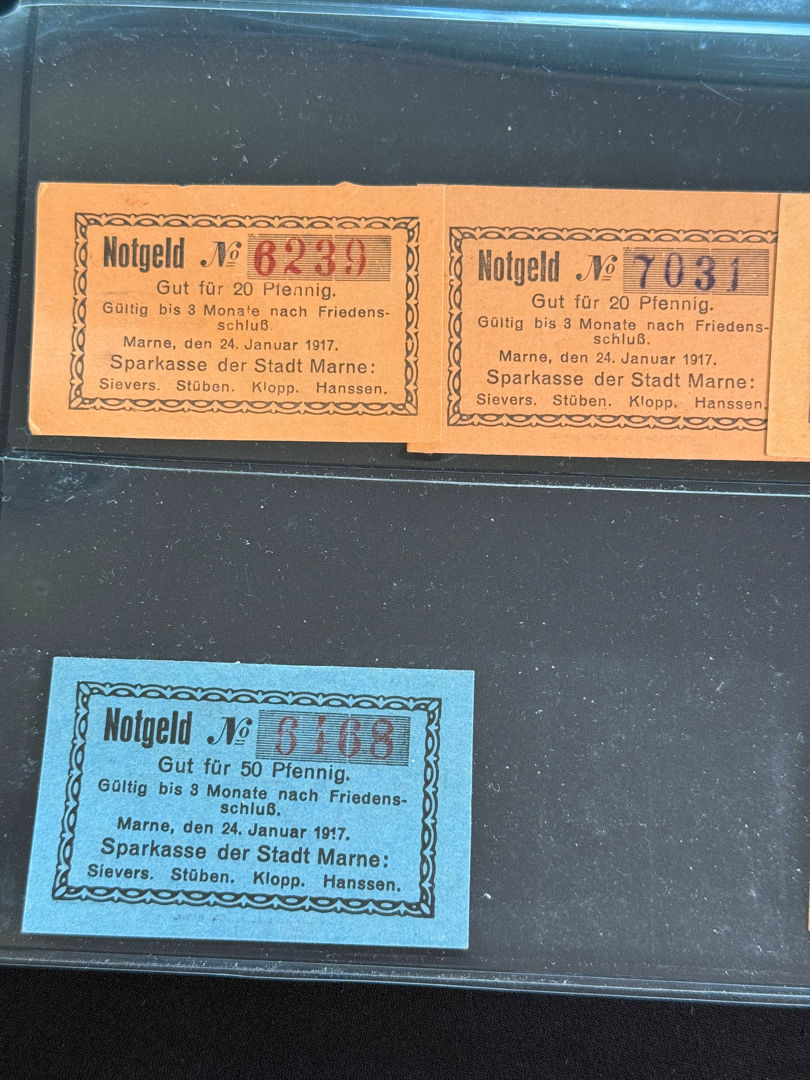 Notgeld № 6239
Gut für 20 Pfennig.
Gültig bis 3 Monate nach Friedens-
schluß.
Marne, den 24. Januar 1917.
Sparkasse der Stadt Marne:
Sievers. Stüben. Klopp. Hanssen.
Notgeld № 7031
Gut für 20 Pfennig.
Gültig bis 3 Monate nach Friedens-
schluß.
Marne, den 24. Januar 1917.
Sparkasse der Stadt Marne:
Sievers. Stüben. Klopp. Hanssen.
Notgeld № 6168
Gut für 50 Pfennig.
Gültig bis 3 Monate nach Friedens-
schluß.
Marne, den 24. Januar 1917.
Sparkasse der Stadt Marne:
Sievers. Stüben. Klopp. Hanssen.